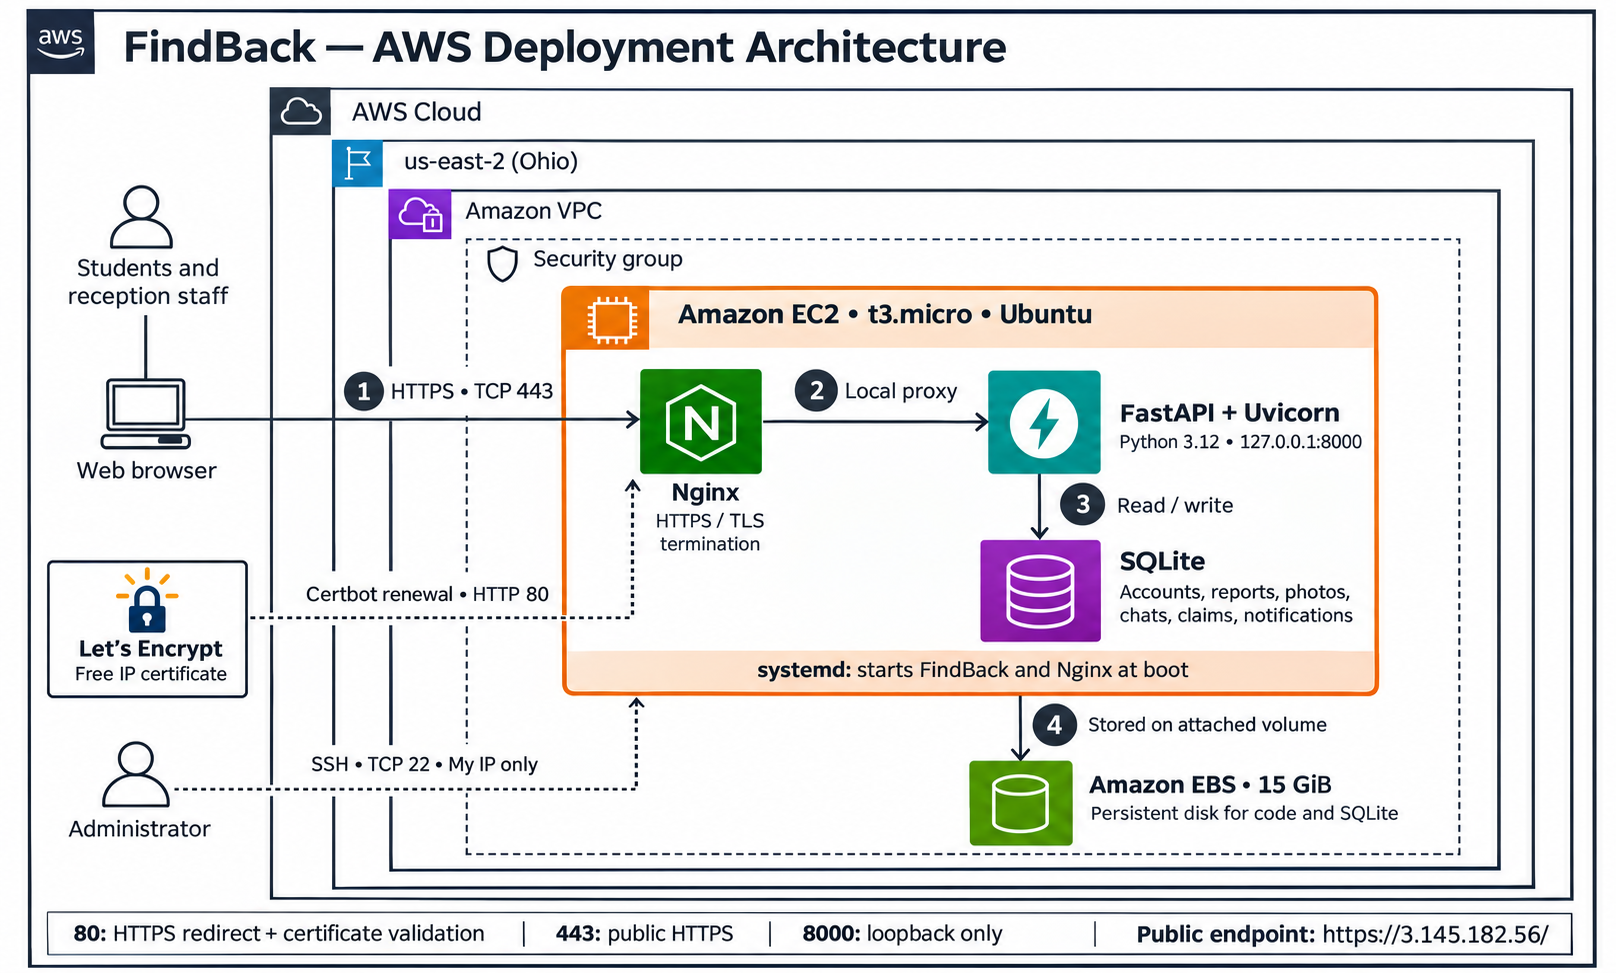 aws
FindBack — AWS Deployment Architecture
AWS Cloud
us-east-2 (Ohio)
Amazon VPC
Security group
Students and
reception staff
Web browser
1 HTTPS • TCP 443
Amazon EC2 • t3.micro • Ubuntu
N
Nginx
HTTPS / TLS
termination
2 Local proxy
FastAPI + Uvicorn
Python 3.12 • 127.0.0.1:8000
3 Read / write
SQLite
Accounts, reports, photos,
chats, claims, notifications
Certbot renewal • HTTP 80
Let's Encrypt
Free IP certificate
systemd: starts FindBack and Nginx at boot
4 Stored on attached volume
SSH • TCP 22 • My IP only
Administrator
Amazon EBS • 15 GiB
Persistent disk for code and SQLite
80: HTTPS redirect + certificate validation | 443: public HTTPS | 8000: loopback only | Public endpoint: https://3.145.182.56/